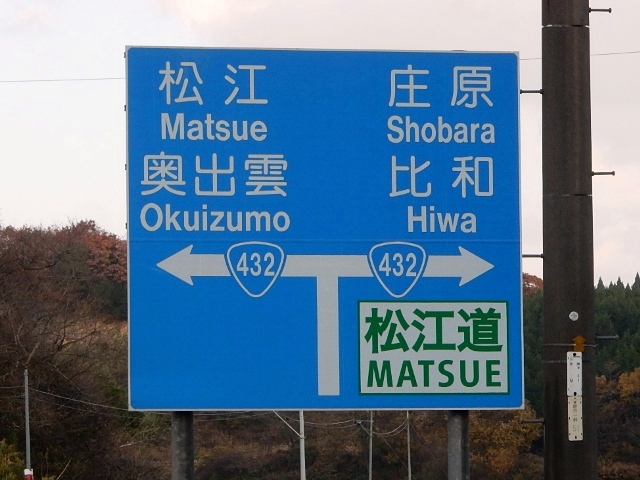 松江 庄原
Matsue Shobara
奥出雲 比和
Okuizumo Hiwa
432 432
松江道
MATSUE